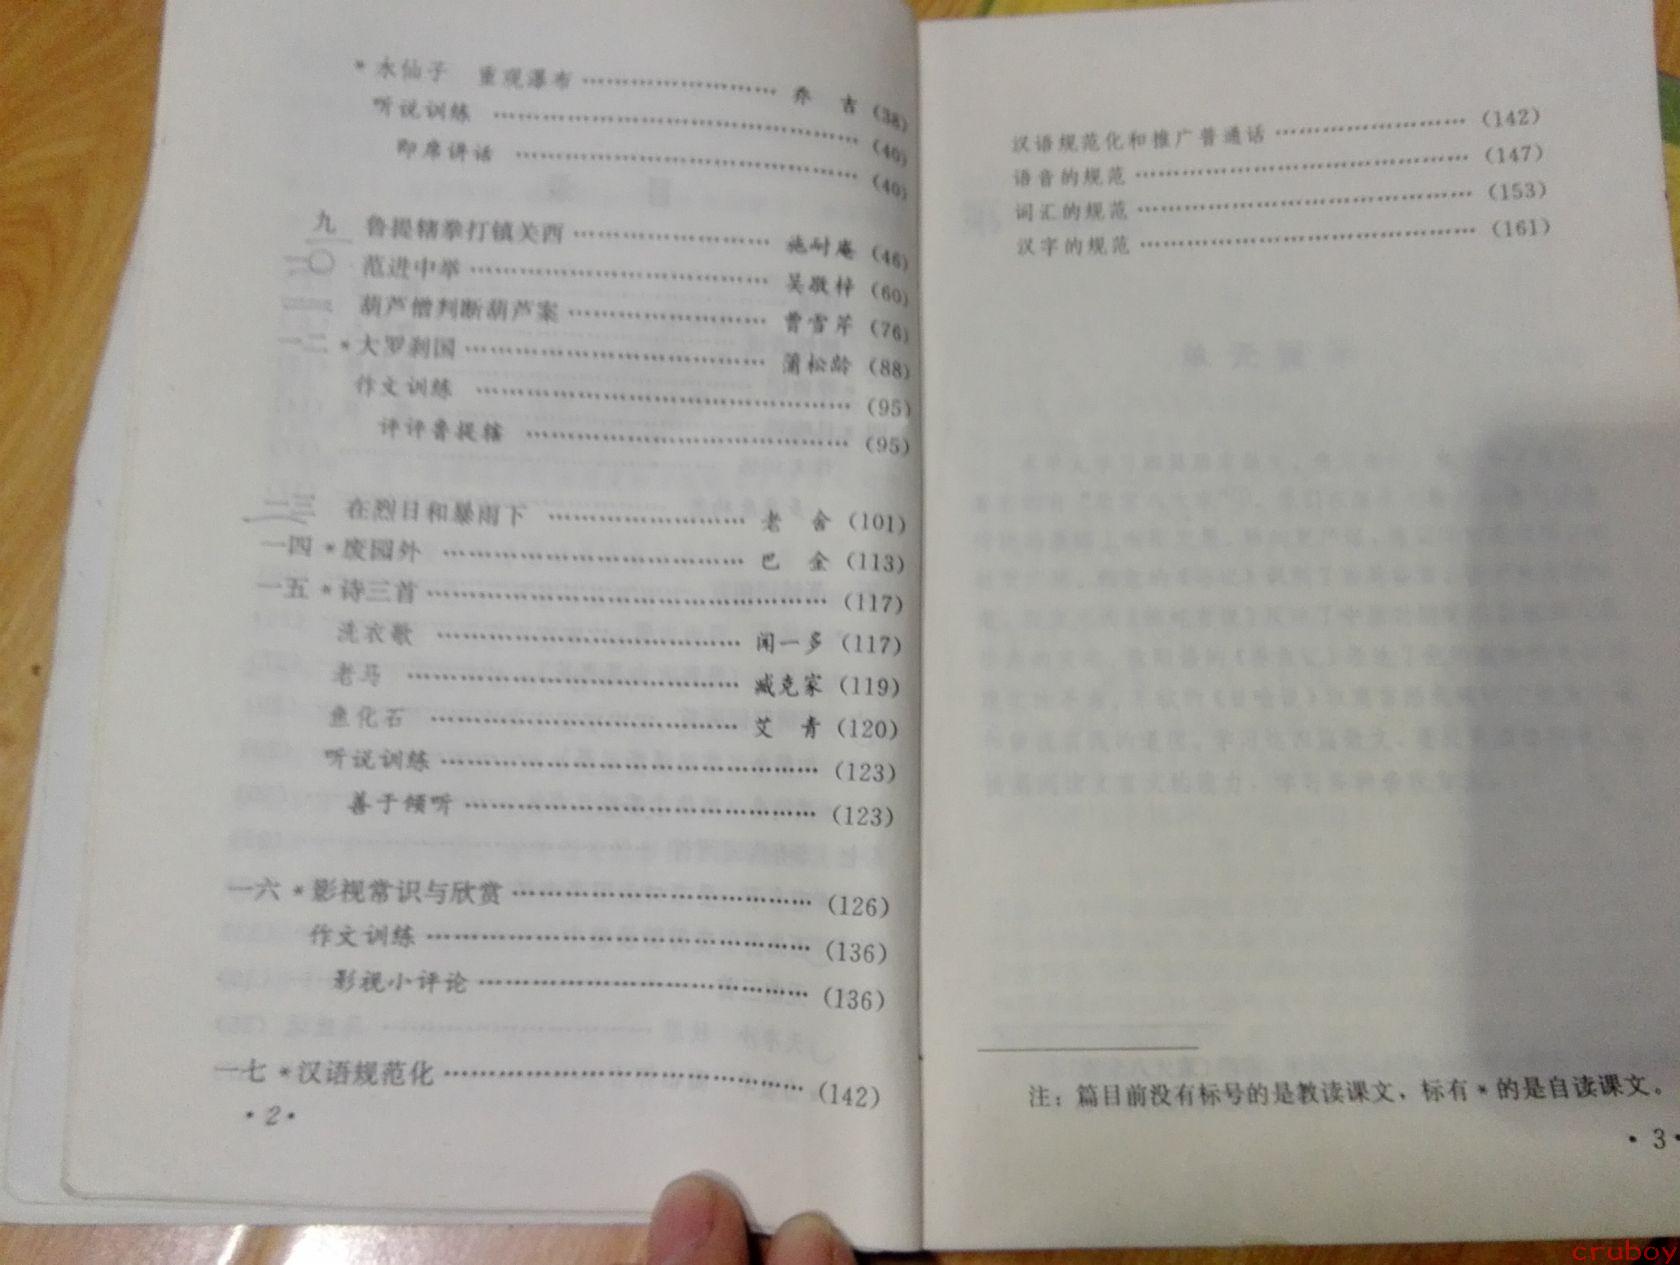 * 水仙子 重观瀑布 …… 乔 吉 (38)
听说训练 …… (40)
即席讲话 …… (40)
九 鲁提辖拳打镇关西 …… 施耐庵 (46)
一〇 范进中举 …… 吴敬梓 (60)
一一 葫芦僧判断葫芦案 …… 曹雪芹 (76)
一二 * 大罗刹国 …… 蒲松龄 (88)
作文训练 …… (95)
评评鲁提辖 …… (95)
一三 在烈日和暴雨下 …… 老 舍 (101)
一四 * 废园外 …… 巴 金 (113)
一五 * 诗三首 …… (117)
洗衣歌 …… 闻一多 (117)
老马 …… 臧克家 (119)
鱼化石 …… 艾 青 (120)
听说训练 …… (123)
善于倾听 …… (123)
一六 * 影视常识与欣赏 …… (126)
作文训练 …… (136)
影视小评论 …… (136)
一七 * 汉语规范化 …… (142)
· 2 ·
汉语规范化和推广普通话 …… (142)
语音的规范 …… (147)
词汇的规范 …… (153)
汉字的规范 …… (161)
注：篇目前没有标号的是教读课文，标有 * 的是自读课文。
· 3 ·
cruboy